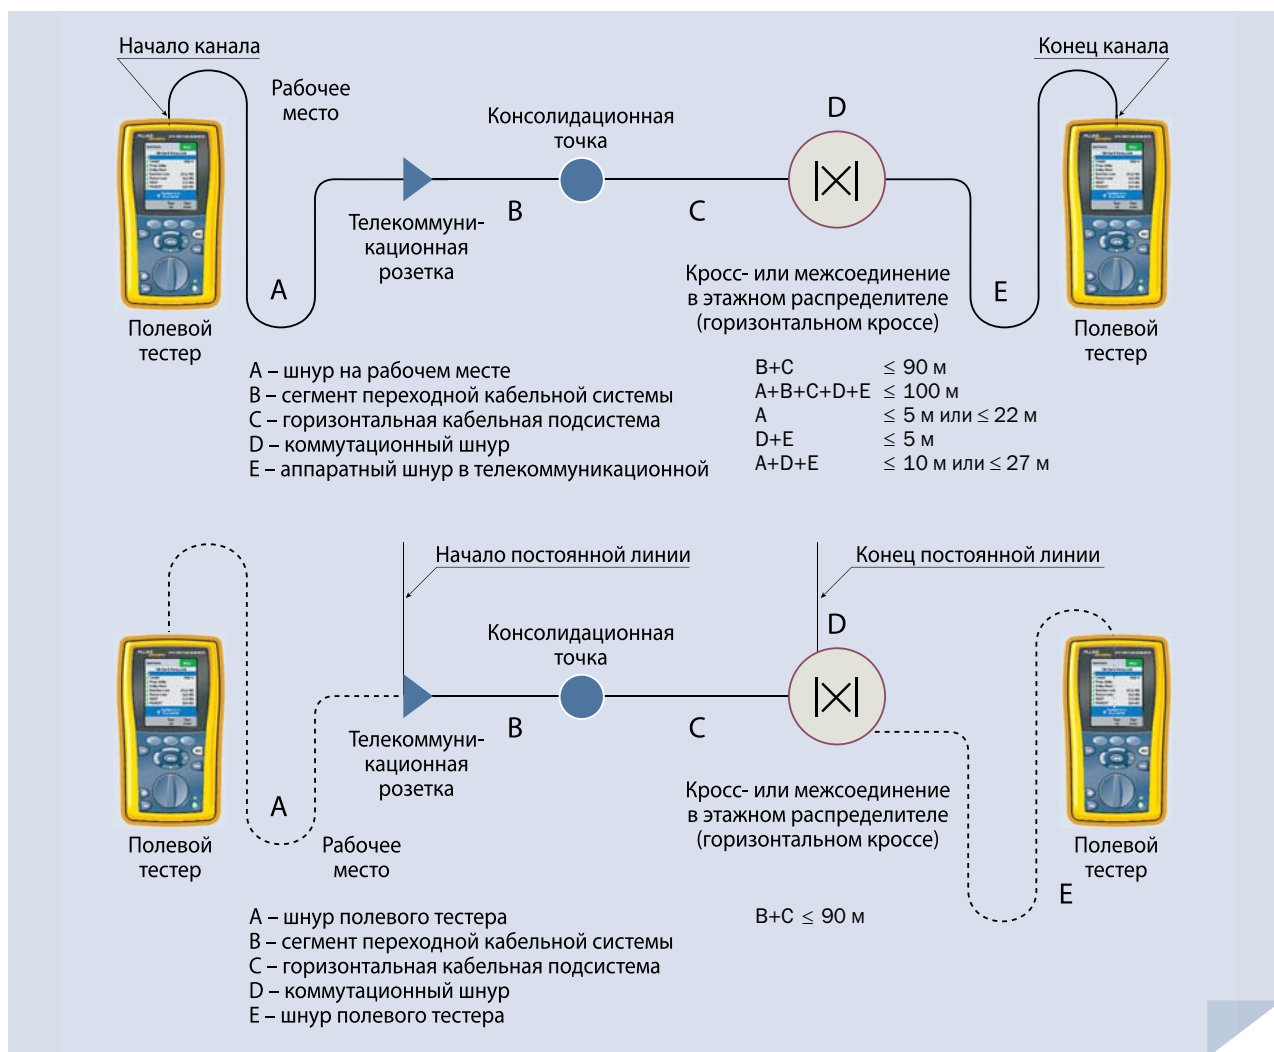 Начало канала
Конец канала
Рабочее
место
Консолидационная
точка
D
B
C
Телекоммуни-
кационная
розетка
A
Кросс- или межсоединение
в этажном распределителе
(горизонтальном кроссе)
E
Полевой
тестер
Полевой
тестер
A – шнур на рабочем месте
B – сегмент переходной кабельной системы
C – горизонтальная кабельная подсистема
D – коммутационный шнур
E – аппаратный шнур в телекоммуникационной
B+C ≤ 90 м
A+B+C+D+E ≤ 100 м
A ≤ 5 м или ≤ 22 м
D+E ≤ 5 м
A+D+E ≤ 10 м или ≤ 27 м
Начало постоянной линии
Конец постоянной линии
Консолидационная
точка
D
B
C
Телекоммуни-
кационная
розетка
A
Кросс- или межсоединение
в этажном распределителе
(горизонтальном кроссе)
E
Полевой
тестер
Рабочее
место
Полевой
тестер
A – шнур полевого тестера
B – сегмент переходной кабельной системы
C – горизонтальная кабельная подсистема
D – коммутационный шнур
E – шнур полевого тестера
B+C ≤ 90 м